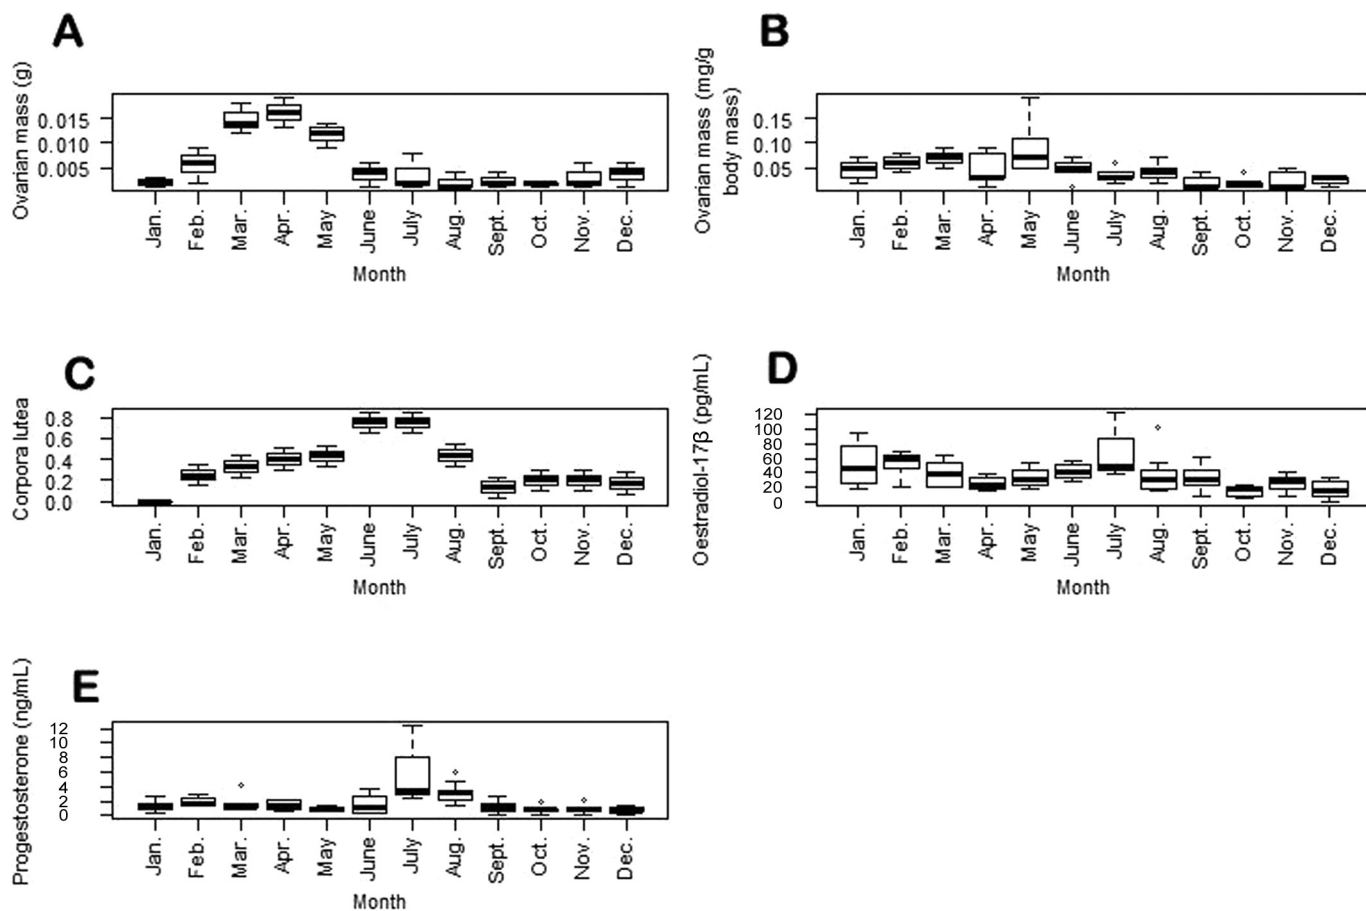 A
Ovarian mass (g)
0.015
0.010
0.005
Jan.
Feb.
Mar.
Apr.
May
June
July
Aug.
Sept.
Oct.
Nov.
Dec.
Month
B
Ovarian mass (mg/g
body mass)
0.15
0.10
0.05
Jan.
Feb.
Mar.
Apr.
May
June
July
Aug.
Sept.
Oct.
Nov.
Dec.
Month
C
Corpora lutea
0.8
0.6
0.4
0.2
0.0
Jan.
Feb.
Mar.
Apr.
May
June
July
Aug.
Sept.
Oct.
Nov.
Dec.
Month
D
Oestradiol-17β (pg/mL)
120
100
80
60
40
20
0
Jan.
Feb.
Mar.
Apr.
May
June
July
Aug.
Sept.
Oct.
Nov.
Dec.
Month
E
Progestosterone (ng/mL)
12
10
8
6
4
2
0
Jan.
Feb.
Mar.
Apr.
May
June
July
Aug.
Sept.
Oct.
Nov.
Dec.
Month